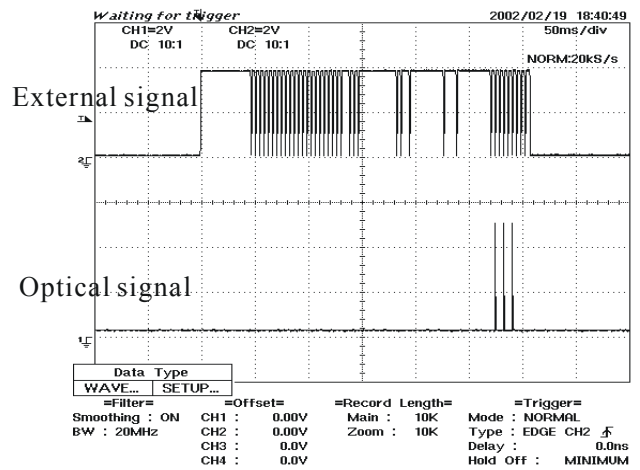 Waiting for trigger 2002/02/19 18:40:49
CH1=2V CH2=2V 50ms/div
DC 10:1 DC 10:1
NORM:20kS/s
External signal
2
Optical signal
1
Data Type
WAVE... SETUP...
=Filter= =Offset= =Record Length= =Trigger=
Smoothing : ON CH1 : 0.00V Main : 10K Mode : NORMAL
BW : 20MHz CH2 : 0.00V Zoom : 10K Type : EDGE CH2
CH3 : 0.0V Delay : 0.0ns
CH4 : 0.0V Hold Off : MINIMUM